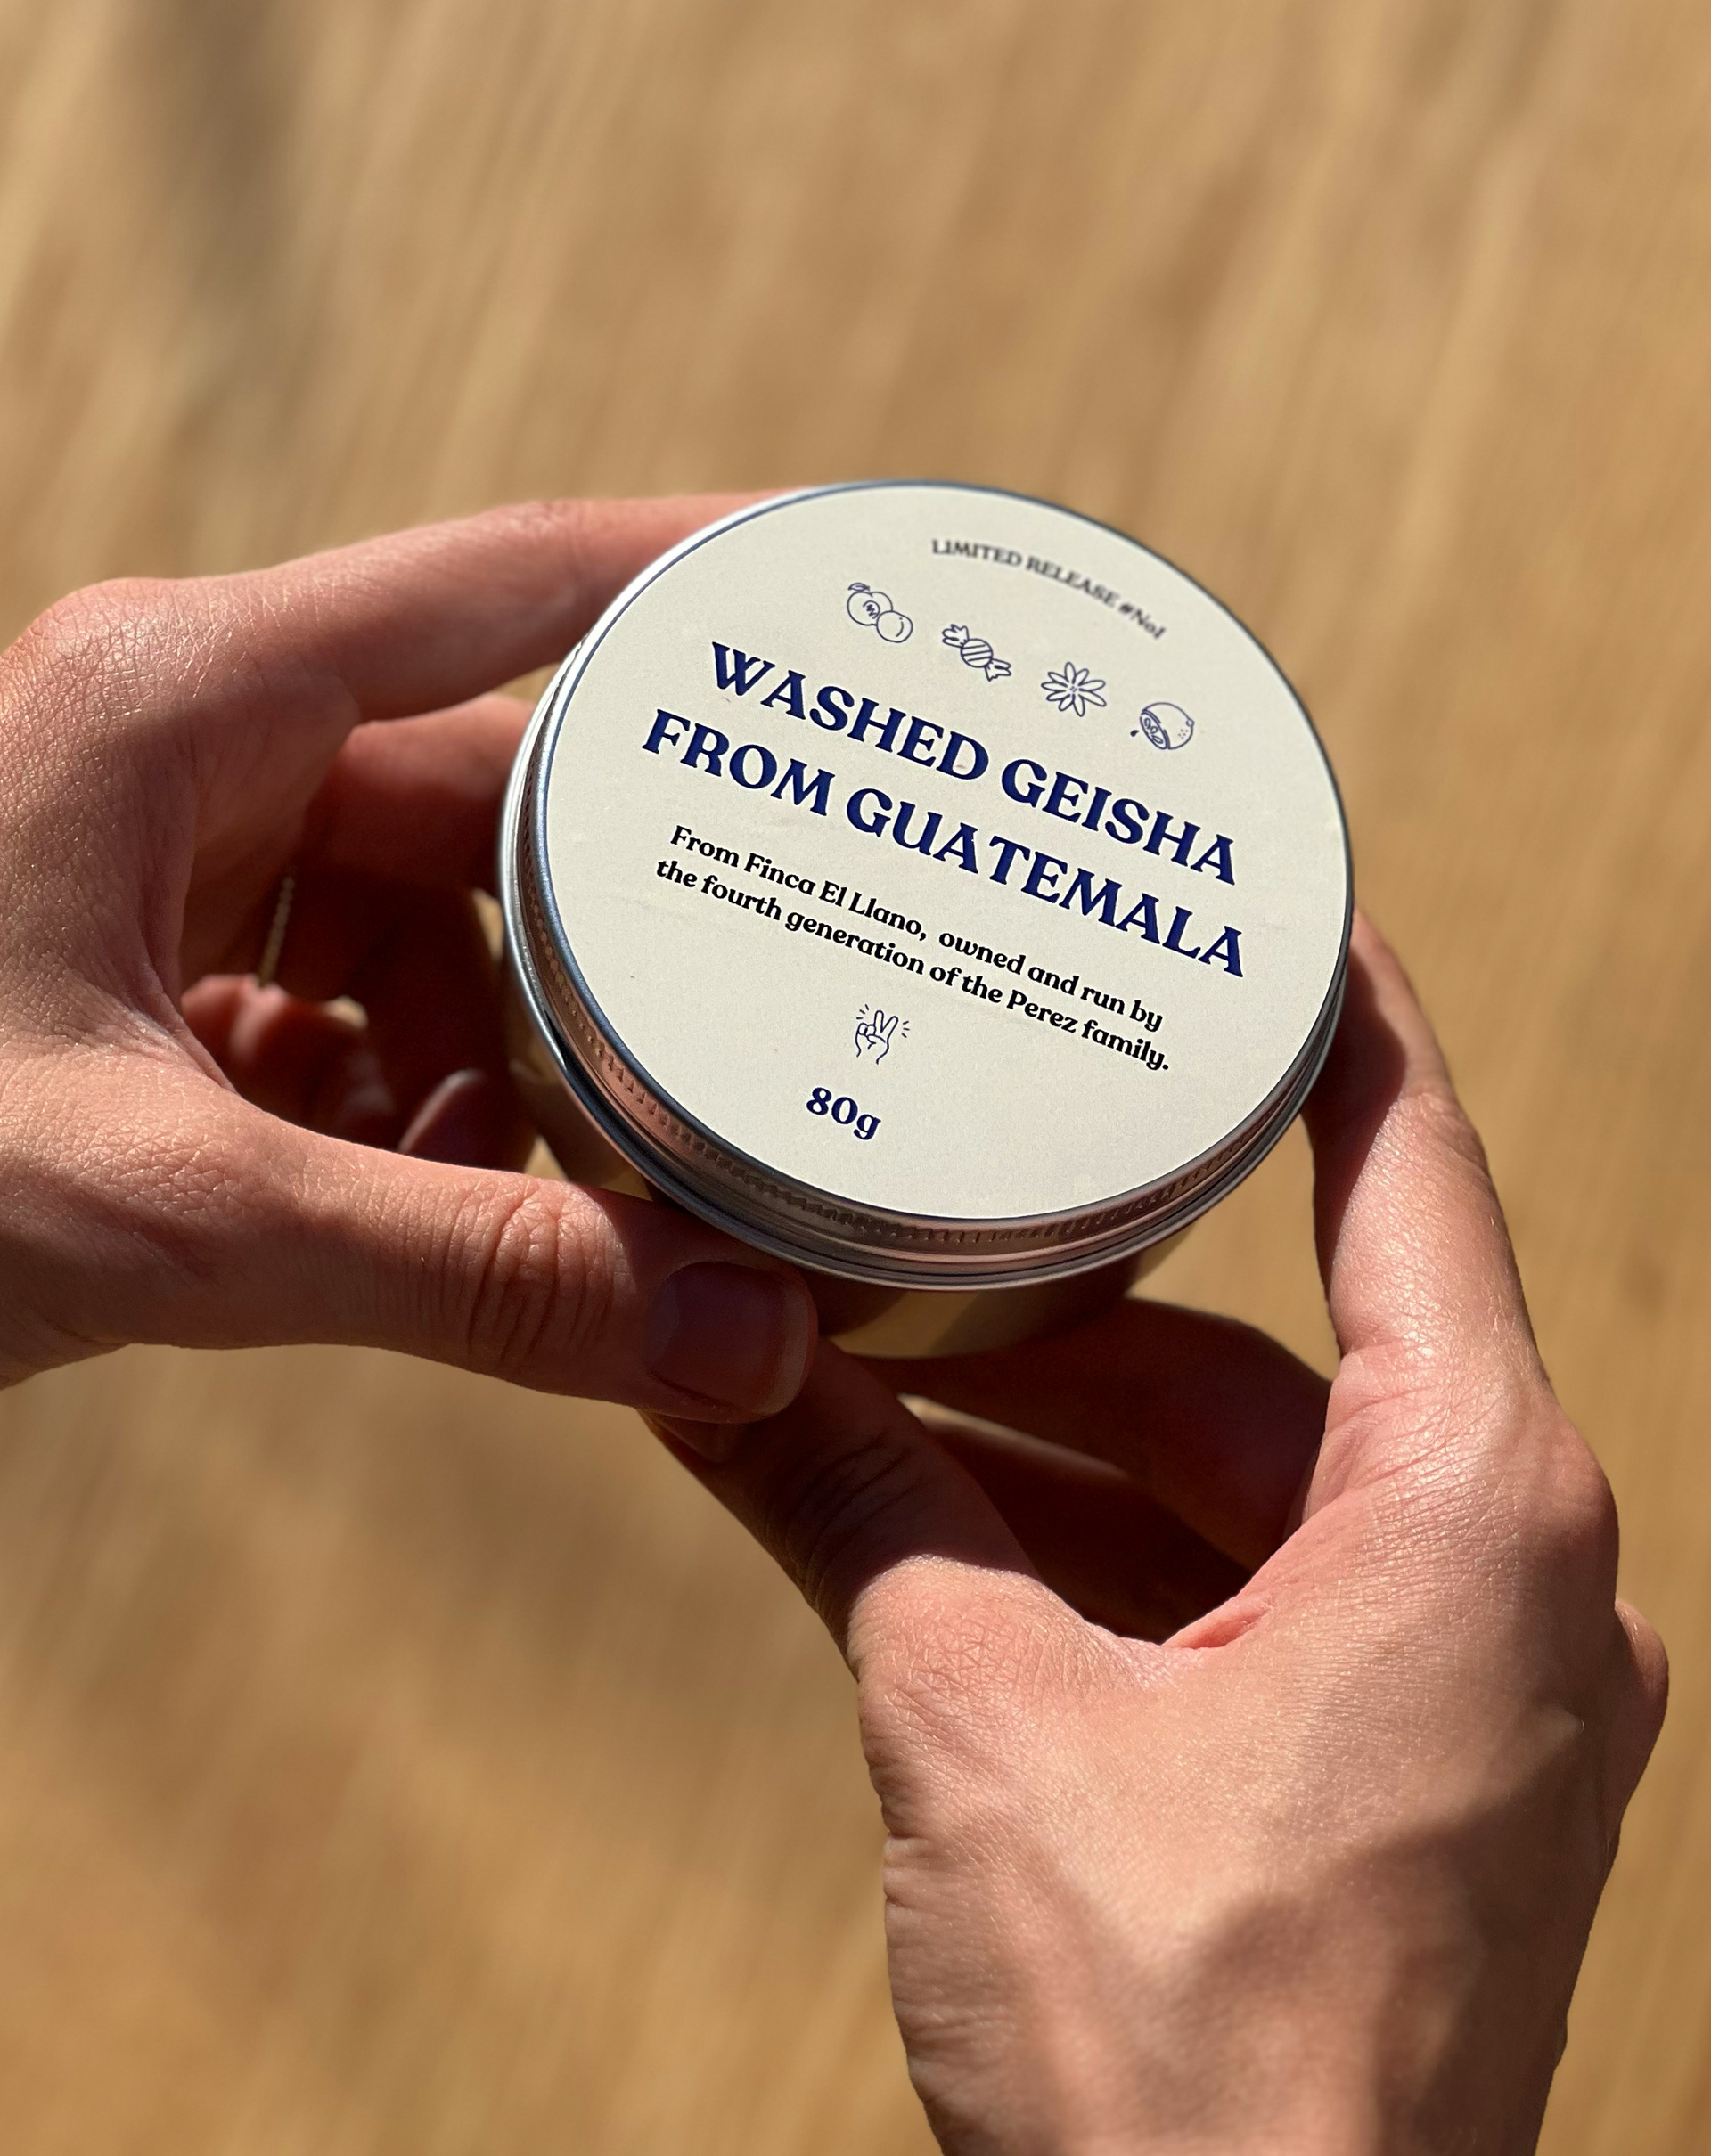 LIMITED RELEASE #No1
WASHED GEISHA
FROM GUATEMALA
From Finca El Llano, owned and run by
the fourth generation of the Perez family.
80g